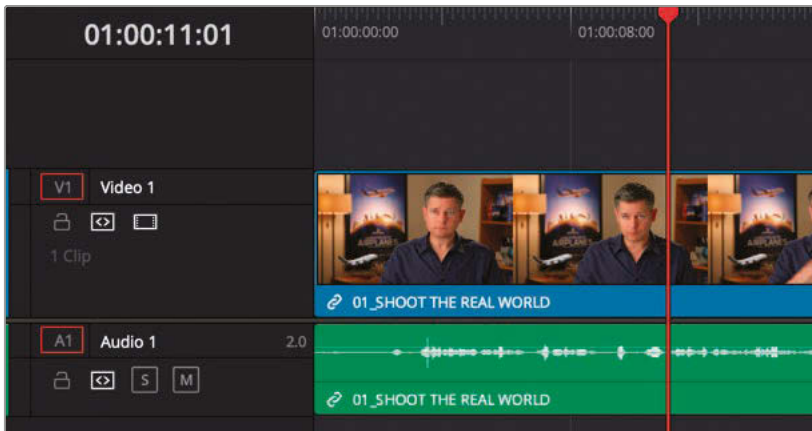 01:00:11:01
01:00:00:00
01:00:08:00
V1 Video 1
1 Clip
01_SHOOT THE REAL WORLD
A1 Audio 1 2.0
S M
01_SHOOT THE REAL WORLD